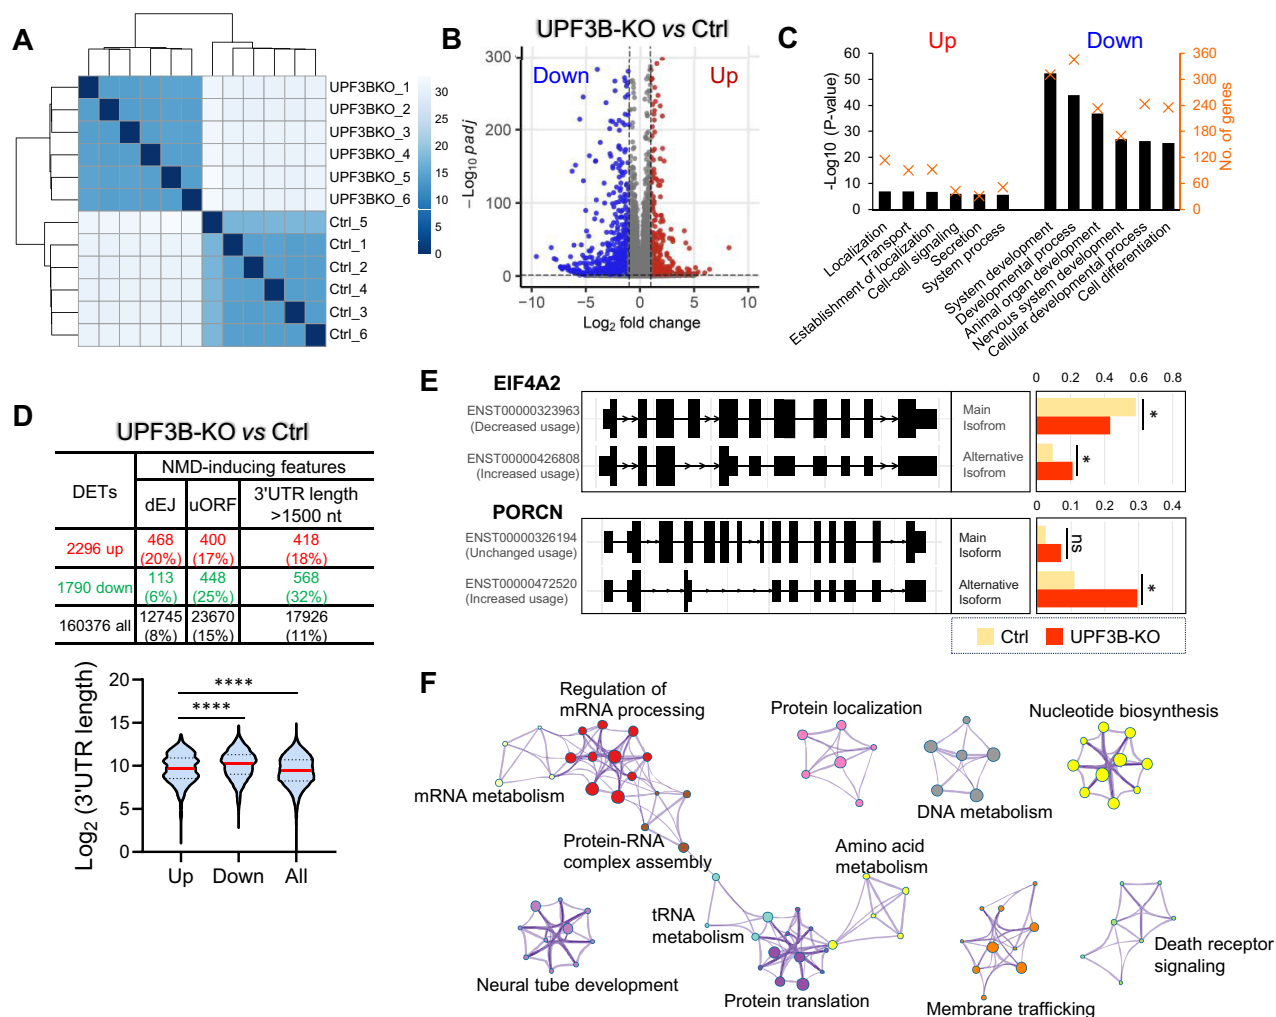 A
UPF3BKO_1
UPF3BKO_2
UPF3BKO_3
UPF3BKO_4
UPF3BKO_5
UPF3BKO_6
Ctrl_5
Ctrl_1
Ctrl_2
Ctrl_4
Ctrl_3
Ctrl_6
30
25
20
15
10
5
0
B
UPF3B-KO vs Ctrl
Down
Up
300
200
100
0
−Log10 padj
−10
−5
0
5
10
Log2 fold change
C
Up
Down
60
50
40
30
20
10
0
-Log10 (P-value)
360
300
240
180
120
60
0
No. of genes
Localization
Transport
Establishment of localization
Cell-cell signaling
Secretion
System process
System development
Developmental process
Animal organ development
Nervous system development
Cellular developmental process
Cell differentiation
D
UPF3B-KO vs Ctrl
DETs
NMD-inducing features
dEJ
uORF
3'UTR length
>1500 nt
2296 up
468
(20%)
400
(17%)
418
(18%)
1790 down
113
(6%)
448
(25%)
568
(32%)
160376 all
12745
(8%)
23670
(15%)
17926
(11%)
Log2 (3'UTR length)
20
15
10
5
0
****
****
Up
Down
All
E
EIF4A2
ENST00000323963
(Decreased usage)
ENST00000426808
(Increased usage)
Main
Isofrom
Alternative
Isofrom
0
0.2
0.4
0.6
0.8
*
*
PORCN
ENST00000326194
(Unchanged usage)
ENST00000472520
(Increased usage)
Main
Isoform
Alternative
Isoform
0
0.1
0.2
0.3
0.4
ns
*
Ctrl
UPF3B-KO
F
Regulation of
mRNA processing
mRNA metabolism
Protein-RNA
complex assembly
Protein localization
DNA metabolism
Nucleotide biosynthesis
Neural tube development
tRNA
metabolism
Amino acid
metabolism
Protein translation
Membrane trafficking
Death receptor
signaling